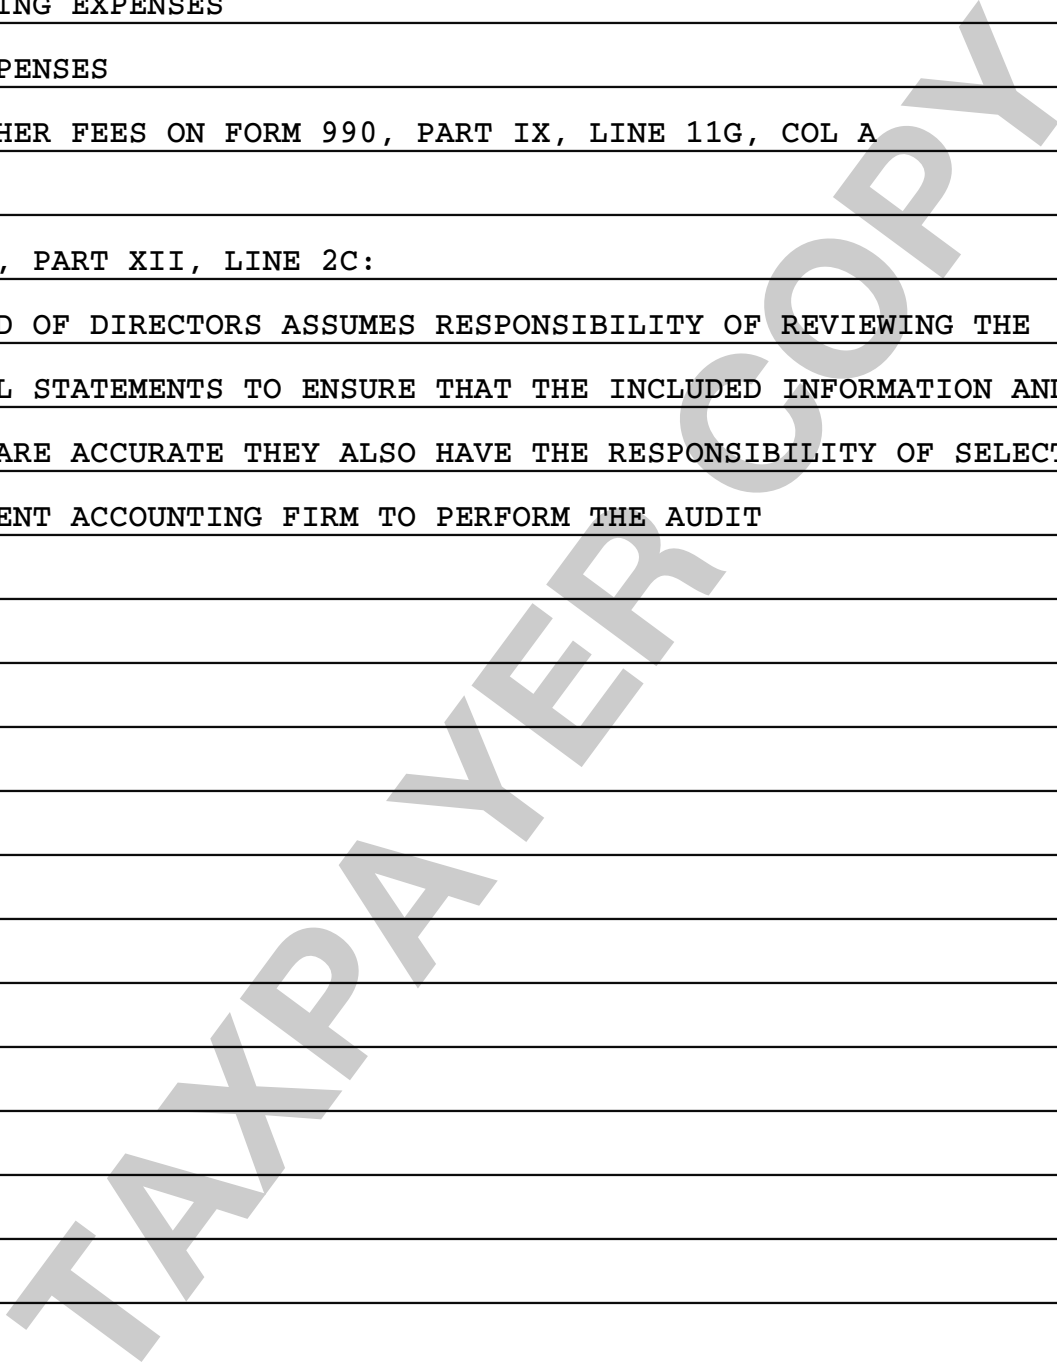 ING EXPENSES
PENSES
HER FEES ON FORM 990, PART IX, LINE 11G, COL A
, PART XII, LINE 2C:
D OF DIRECTORS ASSUMES RESPONSIBILITY OF REVIEWING THE
L STATEMENTS TO ENSURE THAT THE INCLUDED INFORMATION AND
ARE ACCURATE THEY ALSO HAVE THE RESPONSIBILITY OF SELECT
ENT ACCOUNTING FIRM TO PERFORM THE AUDIT
TAXPAYER COPY